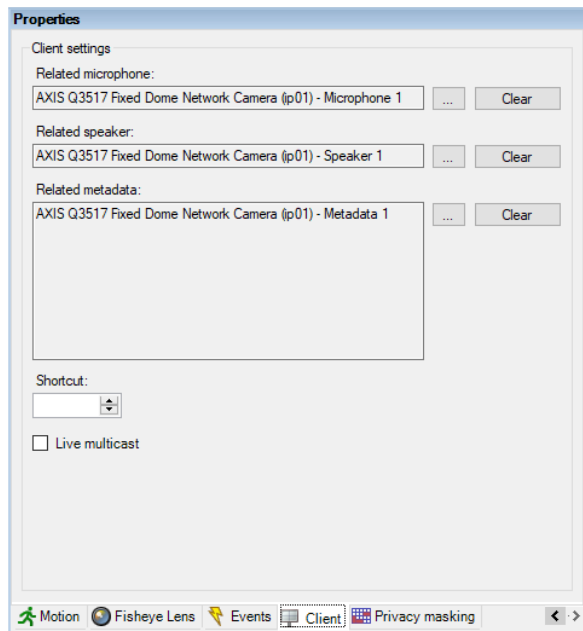 Properties
Client settings
Related microphone:
AXIS Q3517 Fixed Dome Network Camera (ip01) - Microphone 1 ... Clear
Related speaker:
AXIS Q3517 Fixed Dome Network Camera (ip01) - Speaker 1 ... Clear
Related metadata:
AXIS Q3517 Fixed Dome Network Camera (ip01) - Metadata 1 ... Clear
Shortcut:
Live multicast
Motion Fisheye Lens Events Client Privacy masking